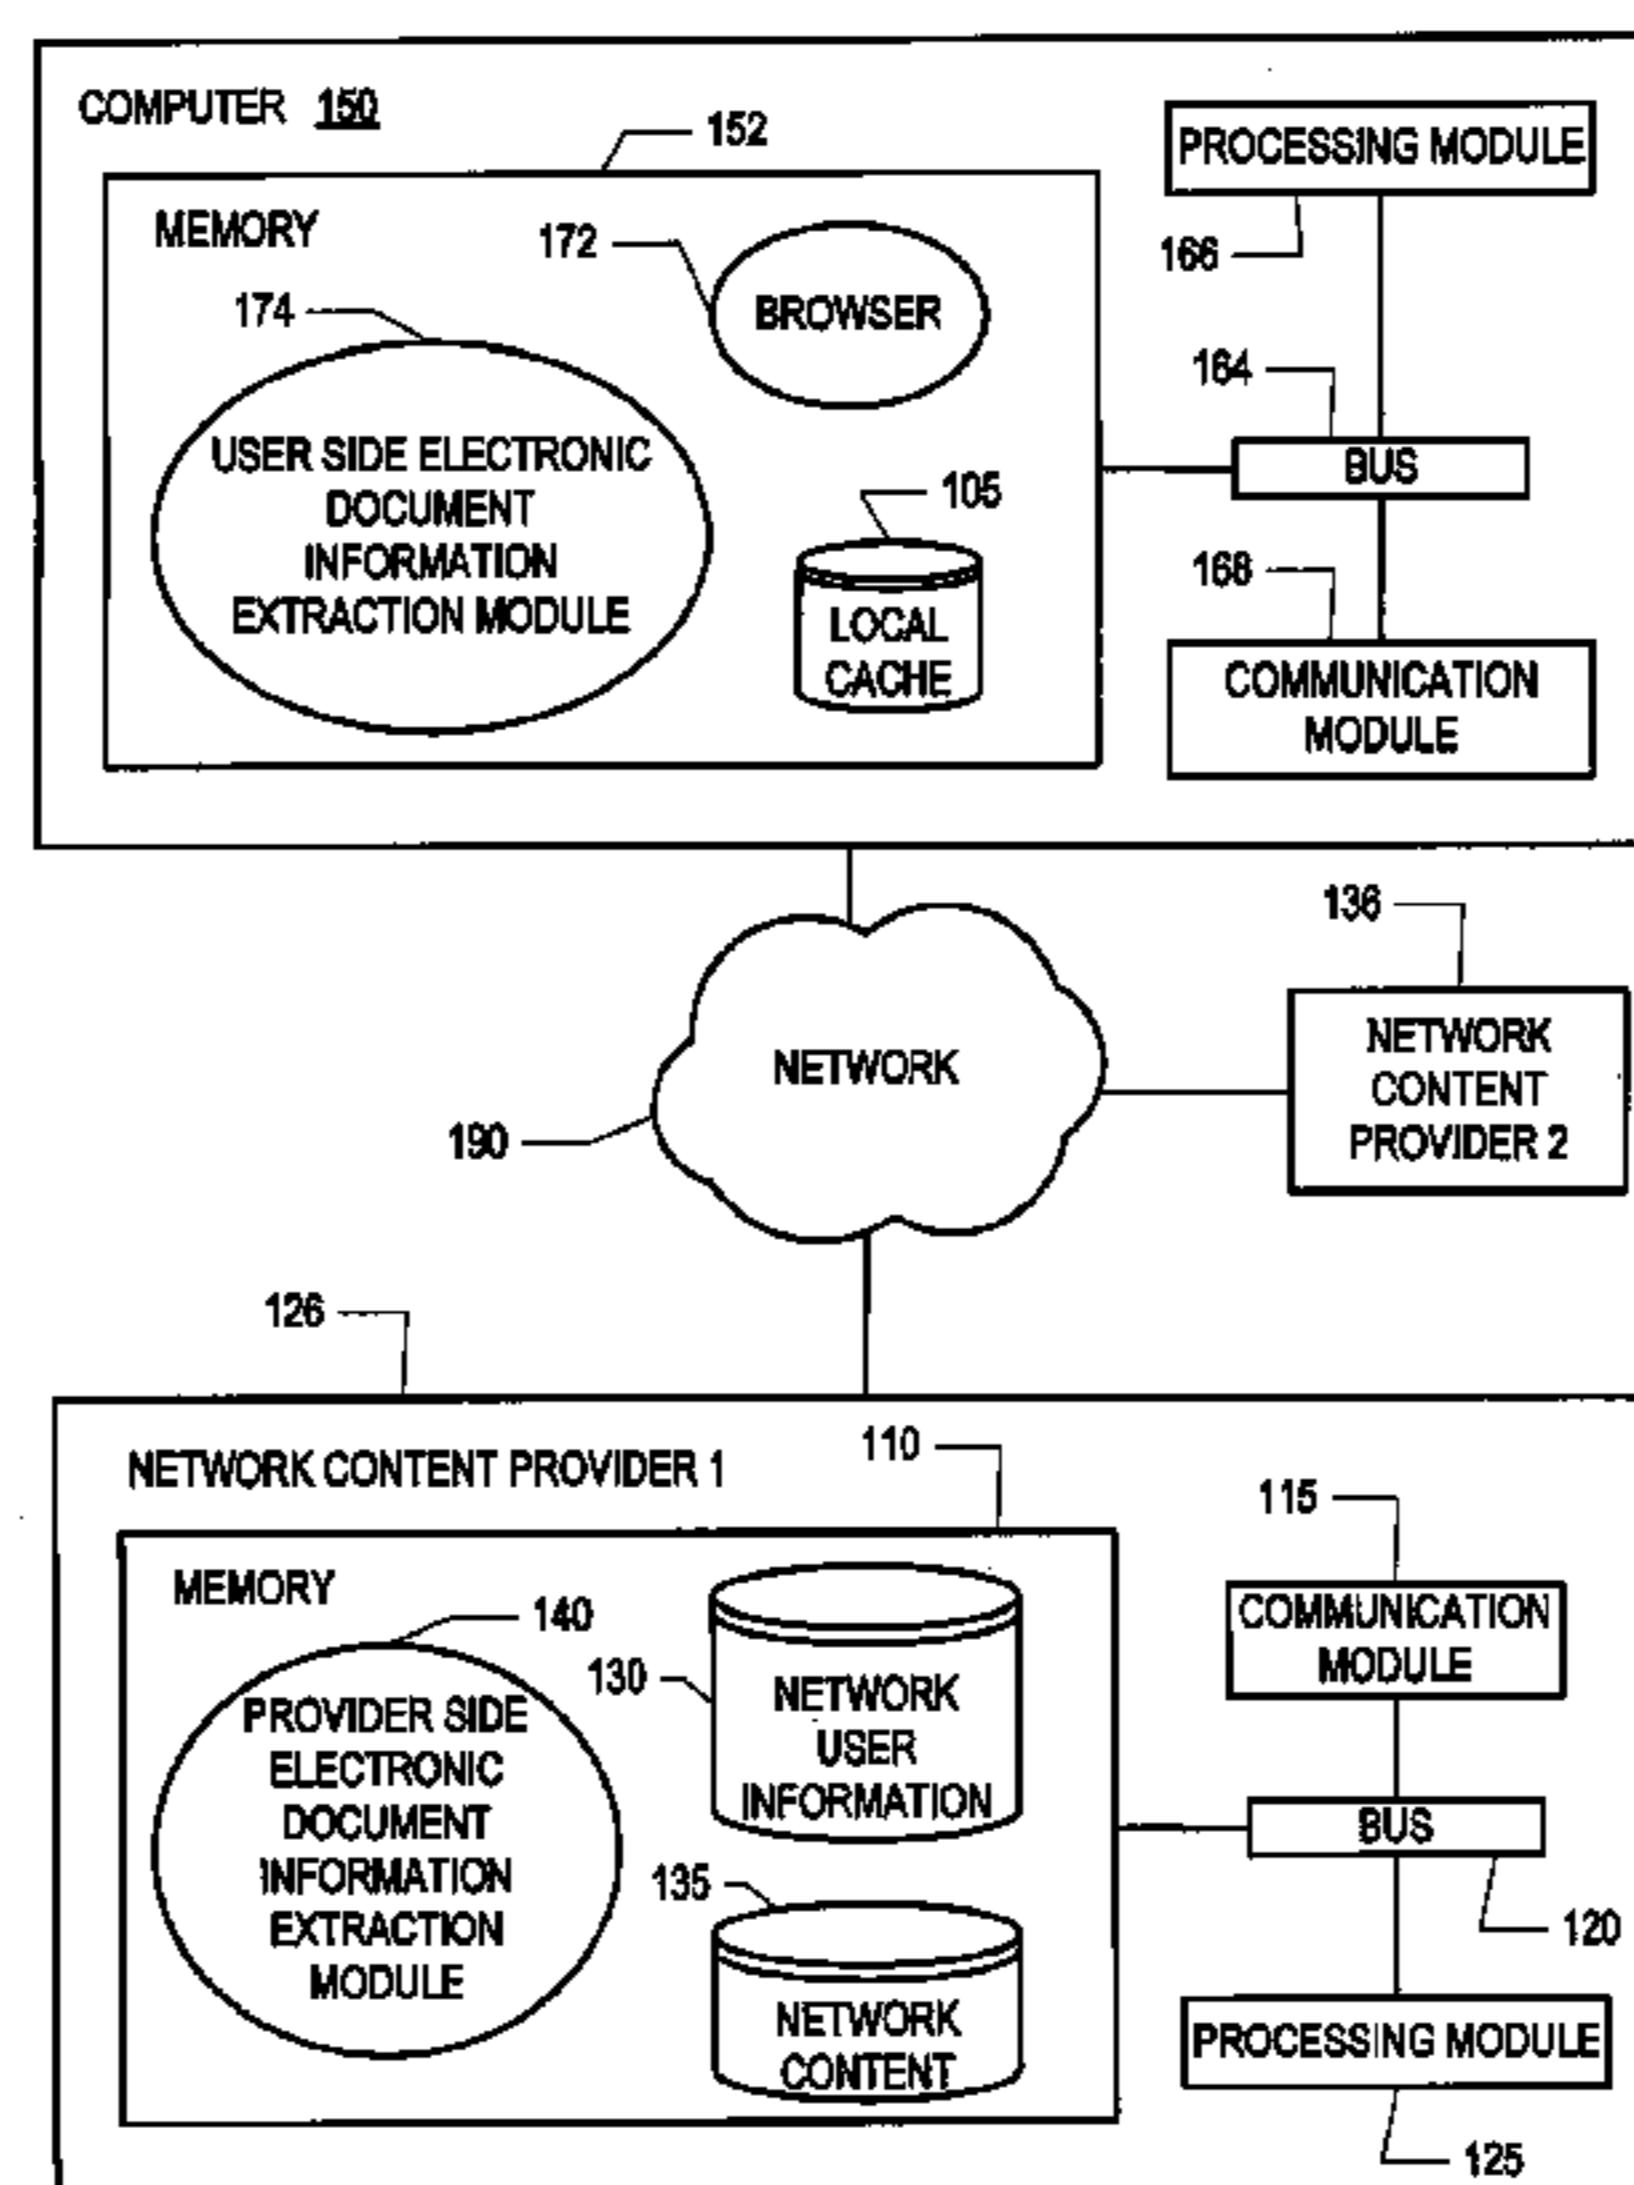 COMPUTER 150
152
PROCESSING MODULE
166
MEMORY
172
BROWSER
174
USER SIDE ELECTRONIC
DOCUMENT
INFORMATION
EXTRACTION MODULE
105
LOCAL
CACHE
164
BUS
168
COMMUNICATION
MODULE
136
NETWORK
190
NETWORK
CONTENT
PROVIDER 2
126
NETWORK CONTENT PROVIDER 1
110
MEMORY
140
PROVIDER SIDE
ELECTRONIC
DOCUMENT
INFORMATION
EXTRACTION
MODULE
130
NETWORK
USER
INFORMATION
135
NETWORK
CONTENT
115
COMMUNICATION
MODULE
BUS
120
PROCESSING MODULE
125